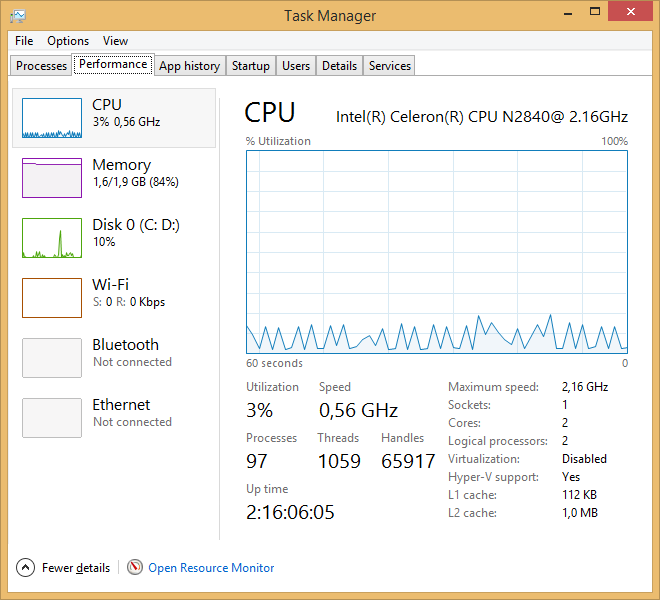 Task Manager
File Options View
Processes Performance App history Startup Users Details Services
CPU
3% 0,56 GHz
Memory
1,6/1,9 GB (84%)
Disk 0 (C: D:)
10%
Wi-Fi
S: 0 R: 0 Kbps
Bluetooth
Not connected
Ethernet
Not connected
CPU Intel(R) Celeron(R) CPU N2840@ 2.16GHz
% Utilization 100%
60 seconds 0
Utilization Speed
3% 0,56 GHz
Processes Threads Handles
97 1059 65917
Up time
2:16:06:05
Maximum speed: 2,16 GHz
Sockets: 1
Cores: 2
Logical processors: 2
Virtualization: Disabled
Hyper-V support: Yes
L1 cache: 112 KB
L2 cache: 1,0 MB
Fewer details Open Resource Monitor